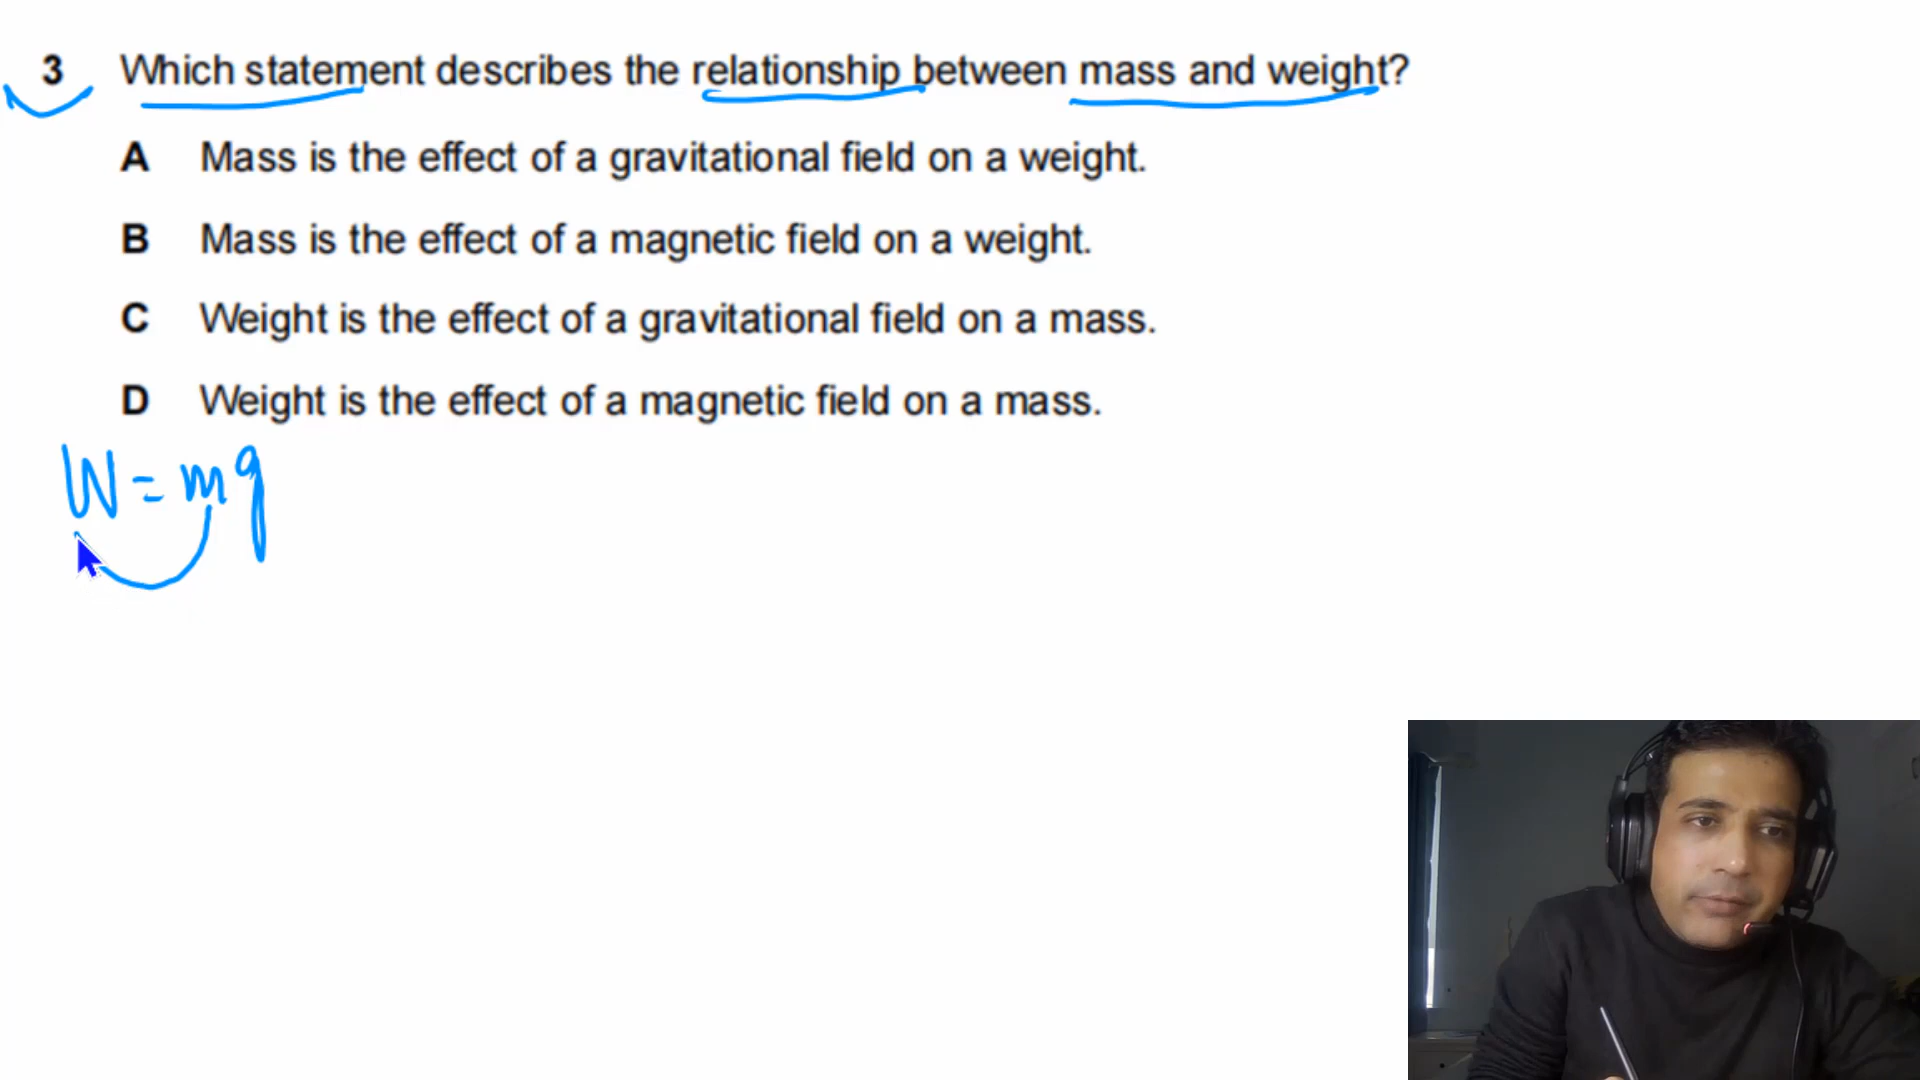 3 Which statement describes the relationship between mass and weight?
A Mass is the effect of a gravitational field on a weight.
B Mass is the effect of a magnetic field on a weight.
C Weight is the effect of a gravitational field on a mass.
D Weight is the effect of a magnetic field on a mass.
W = mg